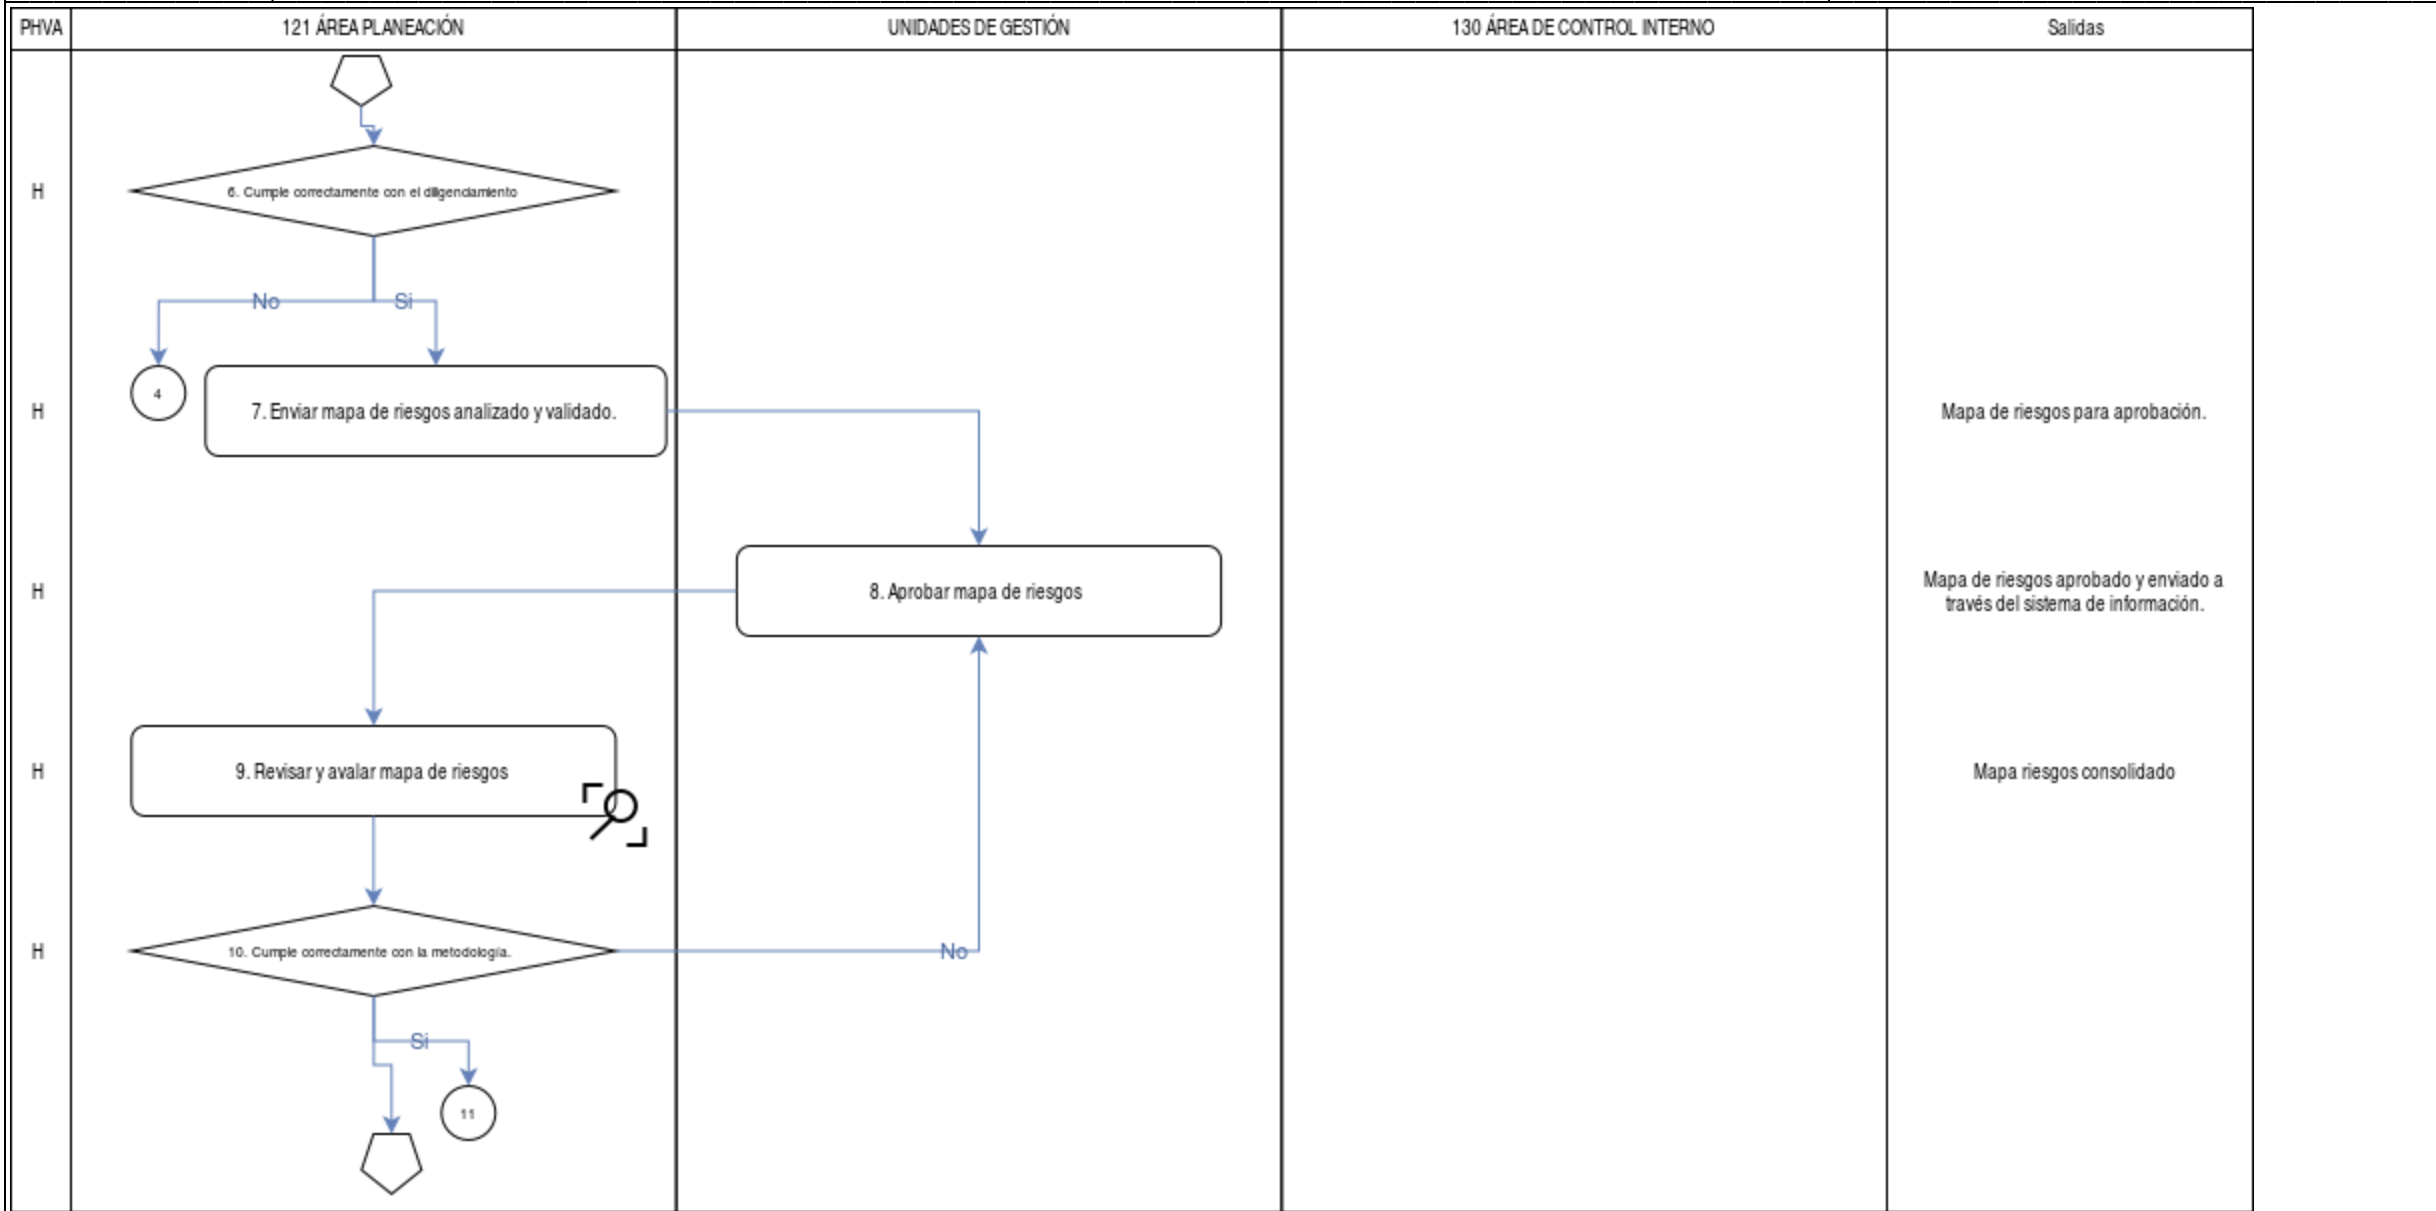 PHVA
121 ÁREA PLANEACIÓN
UNIDADES DE GESTIÓN
130 ÁREA DE CONTROL INTERNO
Salidas
H
6. Cumple correctamente con el diligenciamiento
No
Si
H
4
7. Enviar mapa de riesgos analizado y validado.
Mapa de riesgos para aprobación.
H
8. Aprobar mapa de riesgos
Mapa de riesgos aprobado y enviado a
través del sistema de información.
H
9. Revisar y avalar mapa de riesgos
Mapa riesgos consolidado
H
10. Cumple correctamente con la metodología.
No
Si
11